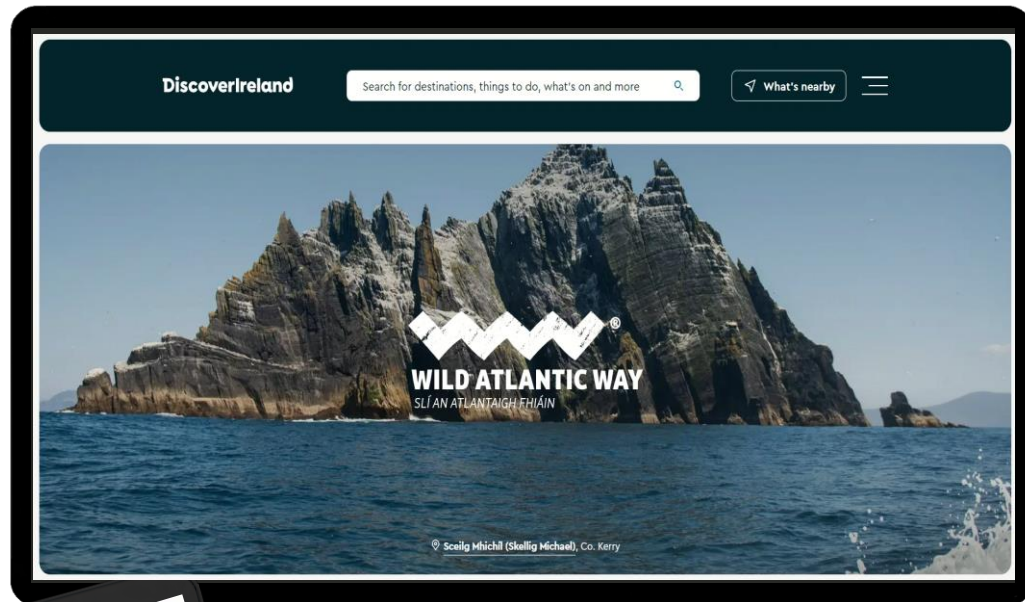 DiscoverIreland
Search for destinations, things to do, what's on and more
What's nearby
®
WILD ATLANTIC WAY
SLÍ AN ATLANTAIGH FHIÁIN
Sceilg Mhichíl (Skellig Michael), Co. Kerry